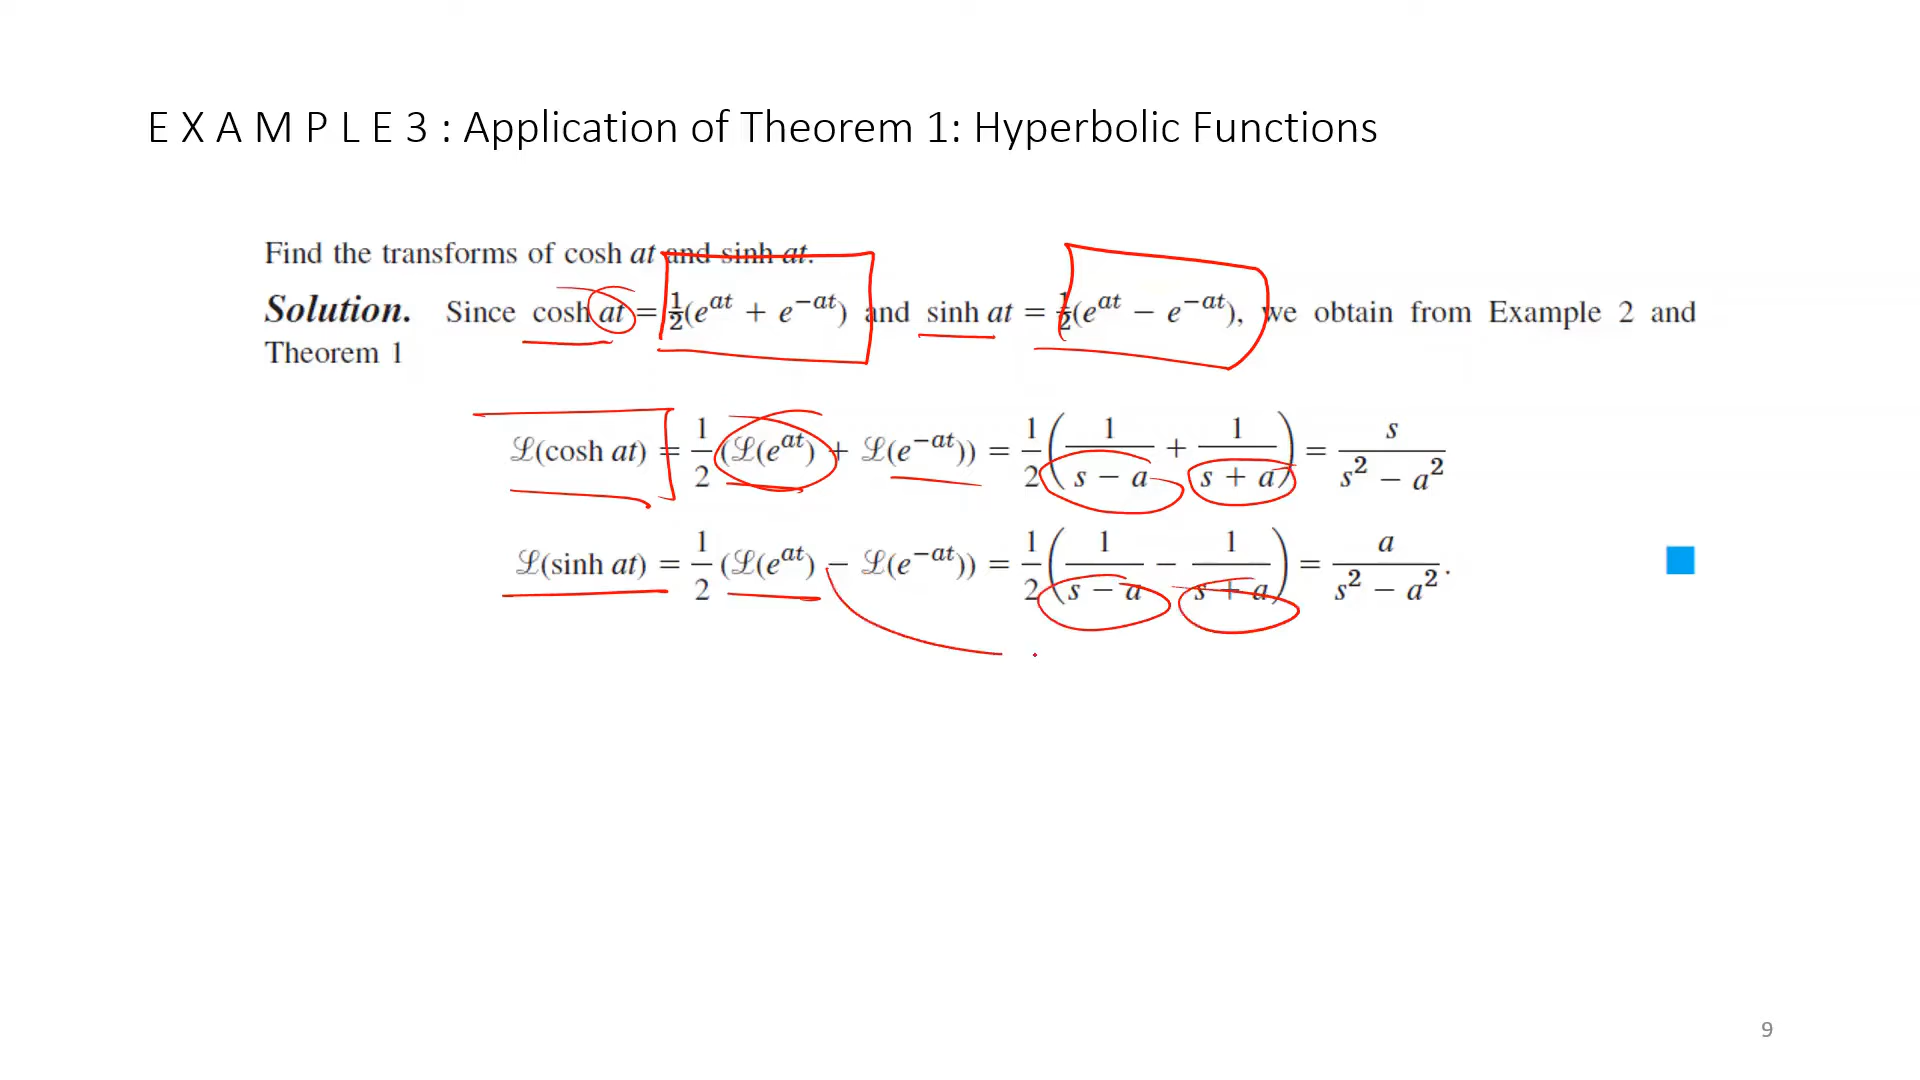 E X A M P L E 3 : Application of Theorem 1: Hyperbolic Functions
Find the transforms of cosh at and sinh at.
Solution. Since cosh at = ½(e^{at} + e^{−at}) and sinh at = ½(e^{at} − e^{−at}), we obtain from Example 2 and
Theorem 1
ℒ(cosh at) = 1/2 (ℒ(e^{at}) + ℒ(e^{−at})) = 1/2 (1/(s − a) + 1/(s + a)) = s/(s² − a²)
ℒ(sinh at) = 1/2 (ℒ(e^{at}) − ℒ(e^{−at})) = 1/2 (1/(s − a) − 1/(s + a)) = a/(s² − a²).
9